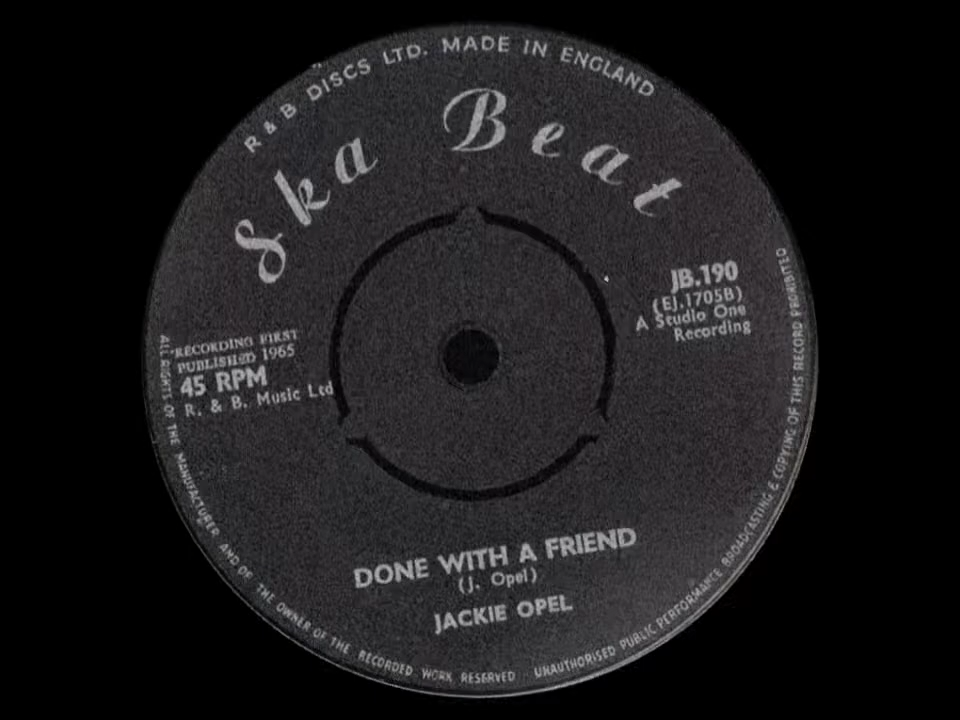 R & B DISCS LTD. MADE IN ENGLAND
Ska Beat
JB.190
(EJ.1705B)
A Studio One
Recording
RECORDING FIRST
PUBLISHED 1965
45 RPM
R. & B. Music Ltd
DONE WITH A FRIEND
(J. Opel)
JACKIE OPEL
ALL RIGHTS OF THE MANUFACTURER AND OF THE OWNER OF THE RECORDED WORK RESERVED UNAUTHORISED PUBLIC PERFORMANCE BROADCASTING & COPYING OF THIS RECORD PROHIBITED